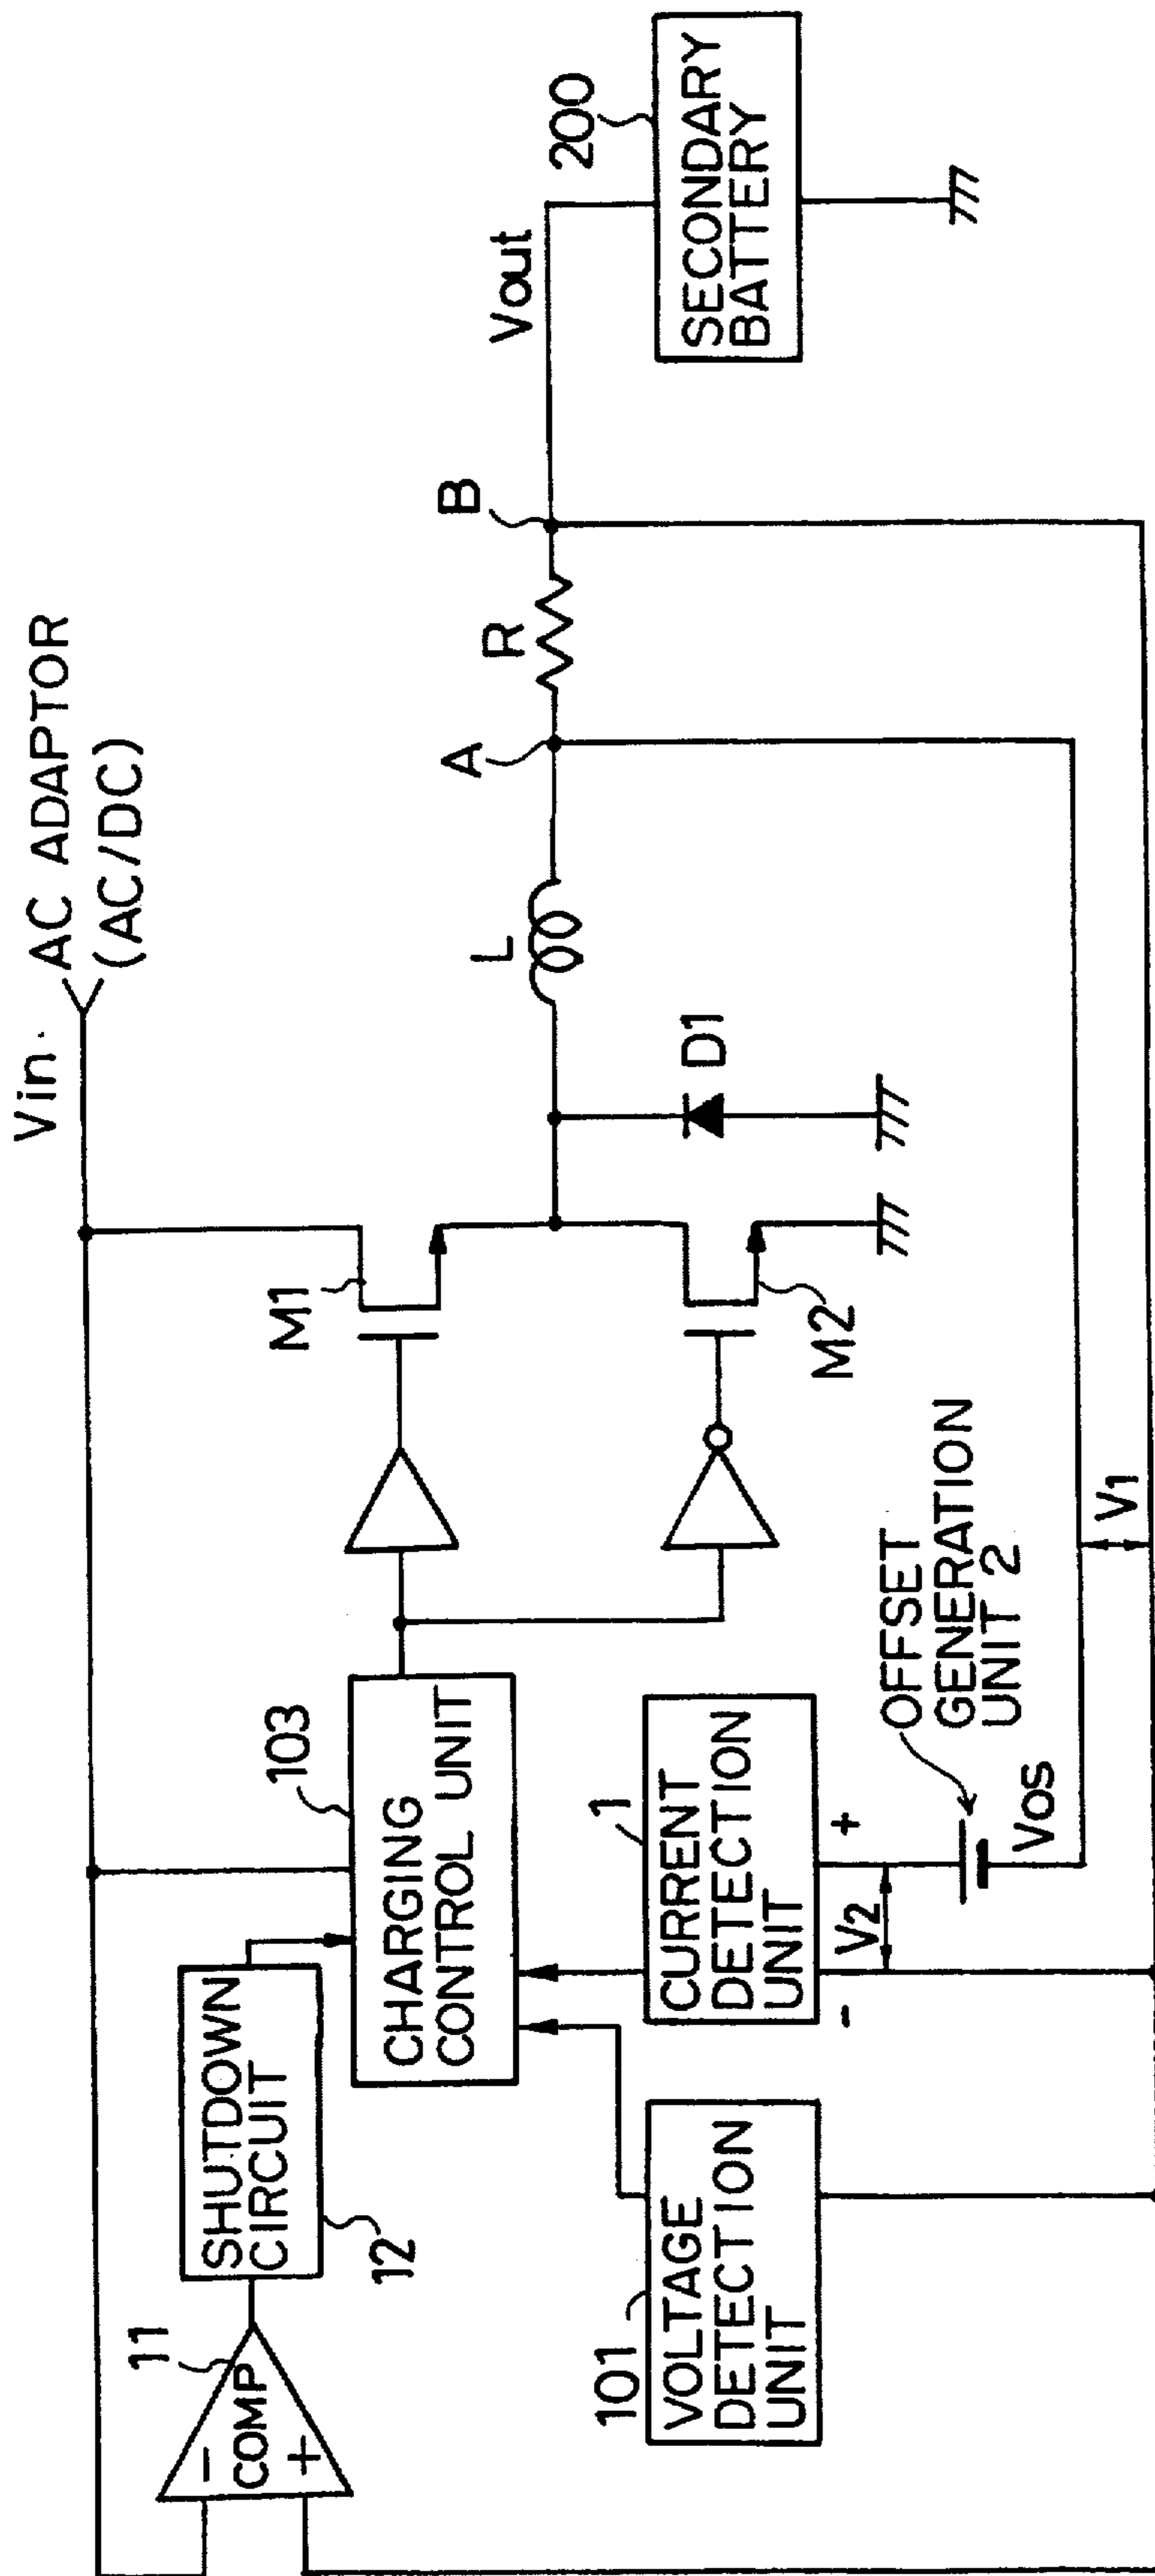 Vin
AC ADAPTOR
(AC/DC)
11
COMP
-
+
SHUTDOWN
CIRCUIT
12
103
CHARGING
CONTROL UNIT
M1
M2
D1
L
A
R
B
Vout
200
SECONDARY
BATTERY
101
VOLTAGE
DETECTION
UNIT
1
CURRENT
DETECTION
UNIT
-
+
V2
OFFSET
GENERATION
UNIT 2
Vos
V1